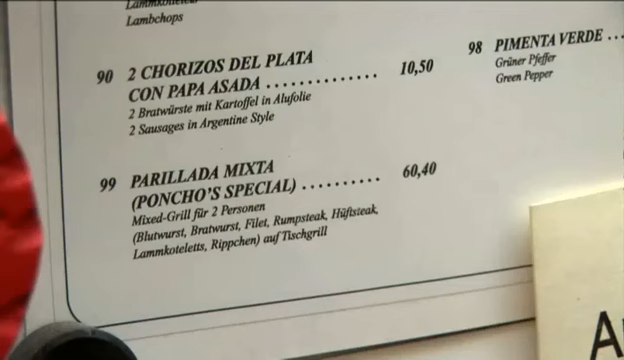 Lammkoteletts
Lambchops
90 2 CHORIZOS DEL PLATA
CON PAPA ASADA .............. 10,50
2 Bratwürste mit Kartoffel in Alufolie
2 Sausages in Argentine Style
99 PARILLADA MIXTA
(PONCHO'S SPECIAL) .......... 60,40
Mixed-Grill für 2 Personen
(Blutwurst, Bratwurst, Filet, Rumpsteak, Hüftsteak,
Lammkoteletts, Rippchen) auf Tischgrill
98 PIMENTA VERDE ...
Grüner Pfeffer
Green Pepper
A